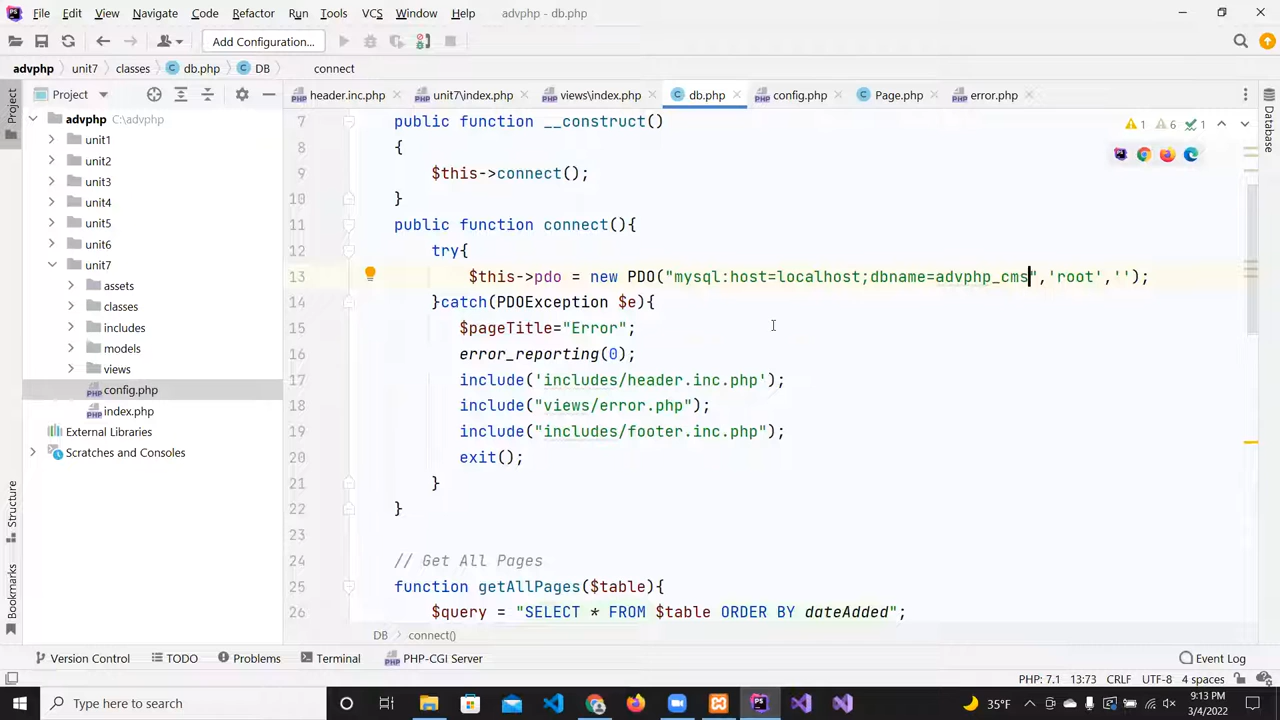 File Edit View Navigate Code Refactor Run Tools VCS Window Help advphp - db.php
Add Configuration...
advphp unit7 classes db.php DB connect
Project Project header.inc.php unit7\index.php views\index.php db.php config.php Page.php error.php Database
advphp C:\advphp
unit1
unit2
unit3
unit4
unit5
unit6
unit7
assets
classes
includes
models
views
config.php
index.php
External Libraries
Scratches and Consoles
Structure
Bookmarks
1 6 1
7 public function __construct()
8 {
9 $this->connect();
10 }
11 public function connect(){
12 try{
13 $this->pdo = new PDO("mysql:host=localhost;dbname=advphp_cms",'root','');
14 }catch(PDOException $e){
15 $pageTitle="Error";
16 error_reporting(0);
17 include('includes/header.inc.php');
18 include("views/error.php");
19 include("includes/footer.inc.php");
20 exit();
21 }
22 }
23
24 // Get All Pages
25 function getAllPages($table){
26 $query = "SELECT * FROM $table ORDER BY dateAdded";
DB connect()
Version Control TODO Problems Terminal PHP-CGI Server Event Log
PHP: 7.1 13:73 CRLF UTF-8 4 spaces
Type here to search 35°F 9:13 PM
3/4/2022